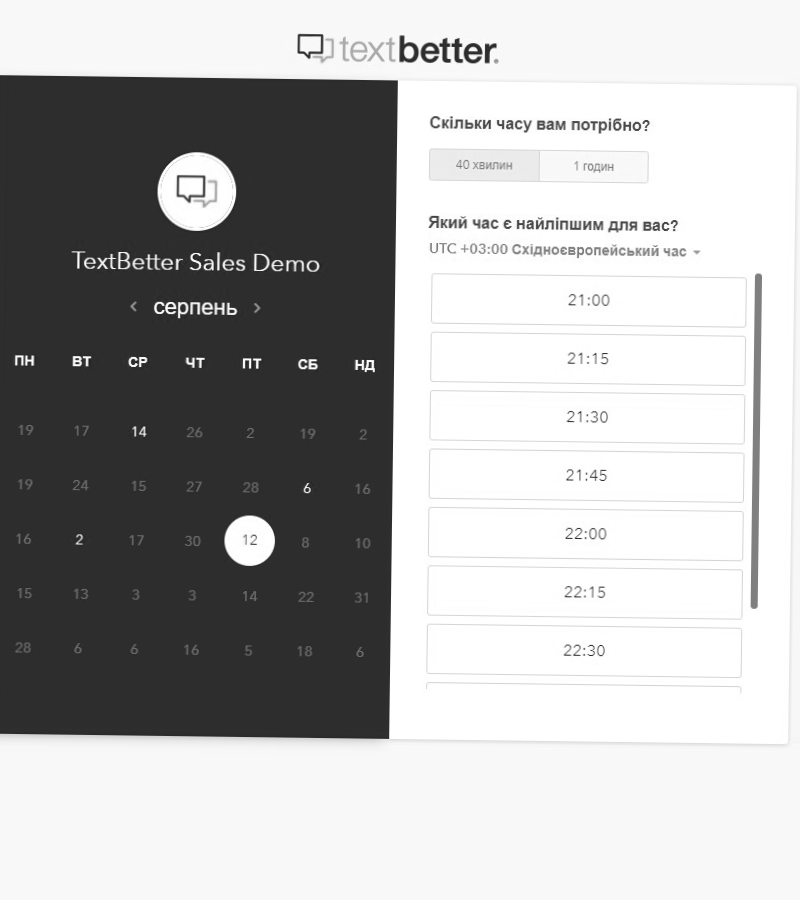 textbetter.
TextBetter Sales Demo
серпень
ПН ВТ СР ЧТ ПТ СБ НД
19 17 14 26 2 19 2
19 24 15 27 28 6 16
16 2 17 30 12 8 10
15 13 3 3 14 22 31
28 6 6 16 5 18 6
Скільки часу вам потрібно?
40 хвилин 1 годин
Який час є найліпшим для вас?
UTC +03:00 Східноєвропейський час
21:00
21:15
21:30
21:45
22:00
22:15
22:30